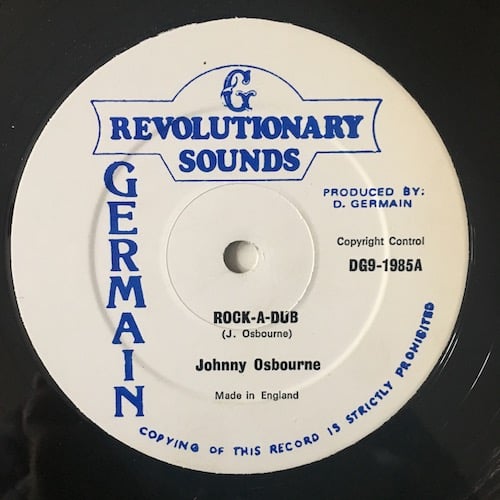 G
REVOLUTIONARY
SOUNDS
GERMAIN
PRODUCED BY:
D. GERMAIN
Copyright Control
DG9-1985A
ROCK-A-DUB
(J. Osbourne)
Johnny Osbourne
Made in England
COPYING OF THIS RECORD IS STRICTLY PROHIBITED